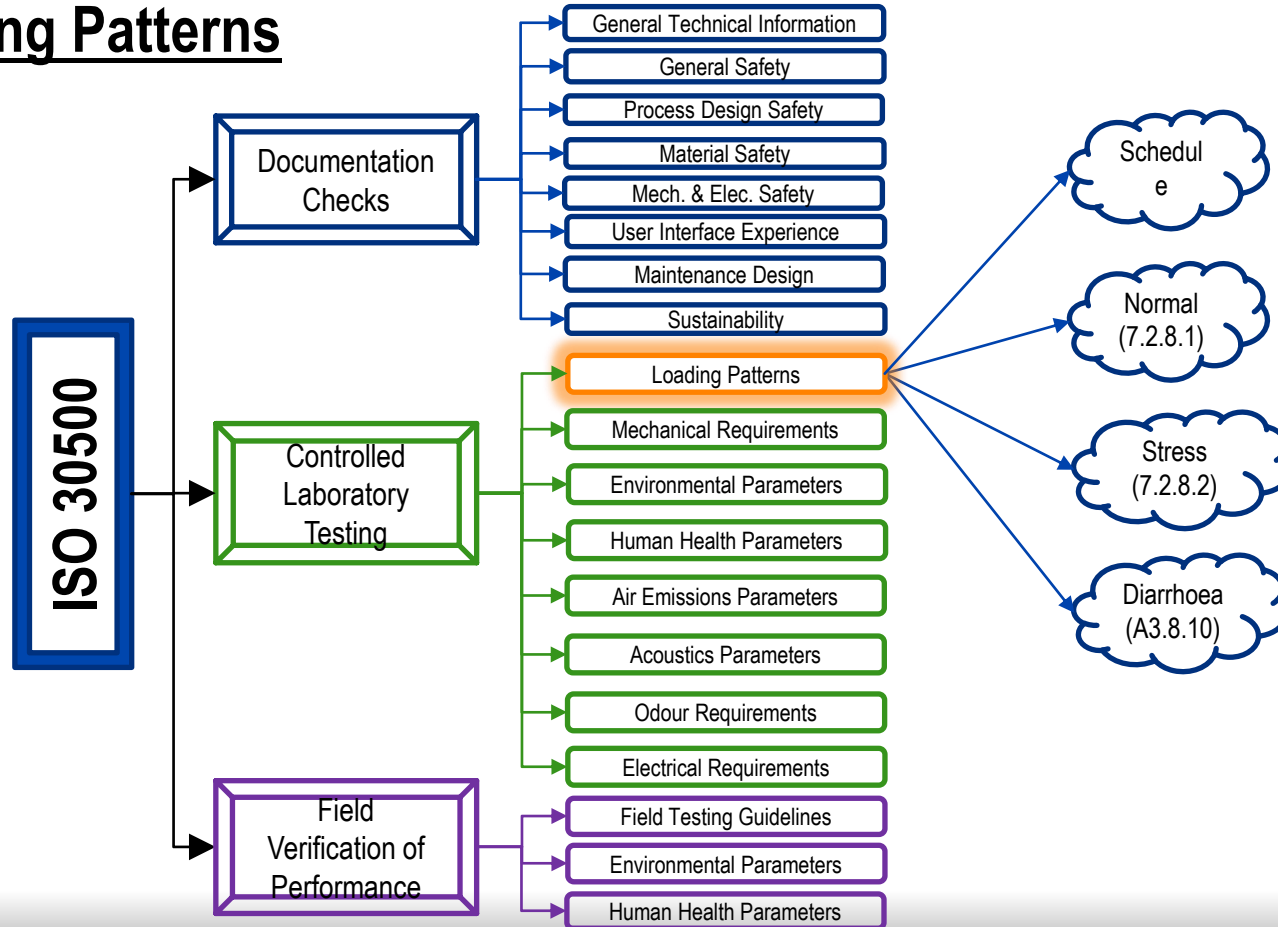 ng Patterns
ISO 30500
Documentation
Checks
General Technical Information
General Safety
Process Design Safety
Material Safety
Mech. & Elec. Safety
User Interface Experience
Maintenance Design
Sustainability
Controlled
Laboratory
Testing
Loading Patterns
Mechanical Requirements
Environmental Parameters
Human Health Parameters
Air Emissions Parameters
Acoustics Parameters
Odour Requirements
Electrical Requirements
Schedul
e
Normal
(7.2.8.1)
Stress
(7.2.8.2)
Diarrhoea
(A3.8.10)
Field
Verification of
Performance
Field Testing Guidelines
Environmental Parameters
Human Health Parameters